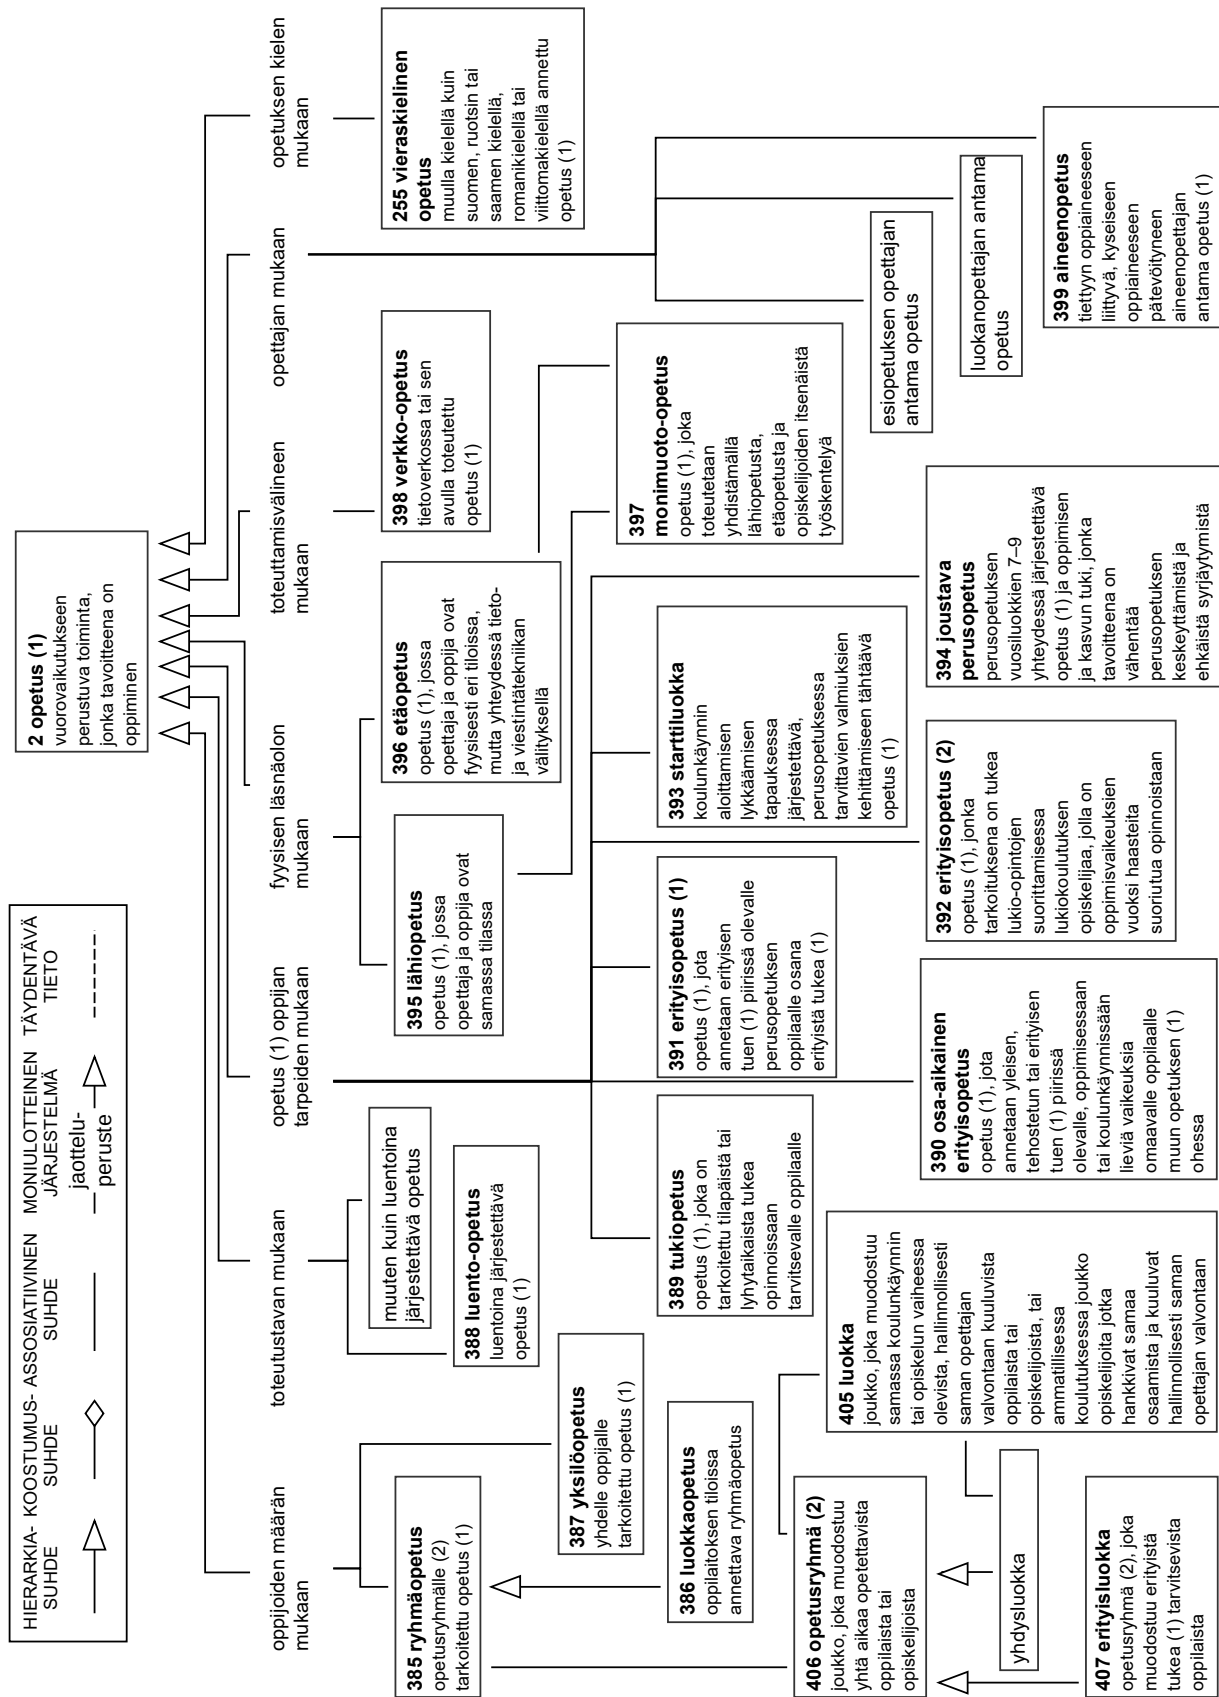 HIERARKIA-
SUHDE
KOOSTUMUS-
SUHDE
ASSOSIATIIVINEN
SUHDE
MONIULOTTEINEN
JÄRJESTELMÄ
jaottelu-
peruste
TÄYDENTÄVÄ
TIETO
2 opetus (1)
vuorovaikutukseen
perustuva toiminta,
jonka tavoitteena on
oppiminen
oppijoiden määrän
mukaan
toteutustavan mukaan
opetus (1) oppijan
tarpeiden mukaan
fyysisen läsnäolon
mukaan
toteuttamisvälineen
mukaan
opettajan mukaan
opetuksen kielen
mukaan
385 ryhmäopetus
opetusryhmälle (2)
tarkoitettu opetus (1)
387 yksilöopetus
yhdelle oppijalle
tarkoitettu opetus (1)
386 luokkaopetus
oppilaitoksen tiloissa
annettava ryhmäopetus
406 opetusryhmä (2)
joukko, joka muodostuu
yhtä aikaa opetettavista
oppilaista tai
opiskelijoista
405 luokka
joukko, joka muodostuu
samassa koulunkäynnin
tai opiskelun vaiheessa
olevista, hallinnollisesti
saman opettajan
valvontaan kuuluvista
oppilaista tai
opiskelijoista, tai
ammatillisessa
koulutuksessa joukko
opiskelijoita jotka
hankkivat samaa
osaamista ja kuuluvat
hallinnollisesti saman
opettajan valvontaan
yhdysluokka
407 erityisluokka
opetusryhmä (2), joka
muodostuu erityistä
tukea (1) tarvitsevista
oppilaista
muuten kuin luentoina
järjestettävä opetus
388 luento-opetus
luentoina järjestettävä
opetus (1)
389 tukiopetus
opetus (1), joka on
tarkoitettu tilapäistä tai
lyhytaikaista tukea
opinnoissaan
tarvitsevalle oppilaalle
390 osa-aikainen
erityisopetus
opetus (1), jota
annetaan yleisen,
tehostetun tai erityisen
tuen (1) piirissä
olevalle, oppimisessaan
tai koulunkäynnissään
lieviä vaikeuksia
omaavalle oppilaalle
muun opetuksen (1)
ohessa
391 erityisopetus (1)
opetus (1), jota
annetaan erityisen
tuen (1) piirissä olevalle
perusopetuksen
oppilaalle osana
erityistä tukea (1)
392 erityisopetus (2)
opetus (1), jonka
tarkoituksena on tukea
lukio-opintojen
suorittamisessa
lukiokoulutuksen
opiskelijaa, jolla on
oppimisvaikeuksien
vuoksi haasteita
suoriutua opinnoistaan
393 starttiluokka
koulunkäynnin
aloittamisen
lykkäämisen
tapauksessa
järjestettävä,
perusopetuksessa
tarvittavien valmiuksien
kehittämiseen tähtäävä
opetus (1)
394 joustava
perusopetus
perusopetuksen
vuosiluokkien 7–9
yhteydessä järjestettävä
opetus (1) ja oppimisen
ja kasvun tuki, jonka
tavoitteena on
vähentää
perusopetuksen
keskeyttämistä ja
ehkäistä syrjäytymistä
395 lähiopetus
opetus (1), jossa
opettaja ja oppija ovat
samassa tilassa
396 etäopetus
opetus (1), jossa
opettaja ja oppija ovat
fyysisesti eri tiloissa,
mutta yhteydessä tieto-
ja viestintätekniikan
välityksellä
397
monimuoto-opetus
opetus (1), joka
toteutetaan
yhdistämällä
lähiopetusta,
etäopetusta ja
opiskelijoiden itsenäistä
työskentelyä
398 verkko-opetus
tietoverkossa tai sen
avulla toteutettu
opetus (1)
esiopetuksen opettajan
antama opetus
luokanopettajan antama
opetus
399 aineenopetus
tiettyyn oppiaineeseen
liittyvä, kyseiseen
oppiaineeseen
pätevöityneen
aineenopettajan
antama opetus (1)
255 vieraskielinen
opetus
muulla kielellä kuin
suomen, ruotsin tai
saamen kielellä,
romanikielellä tai
viittomakielellä annettu
opetus (1)